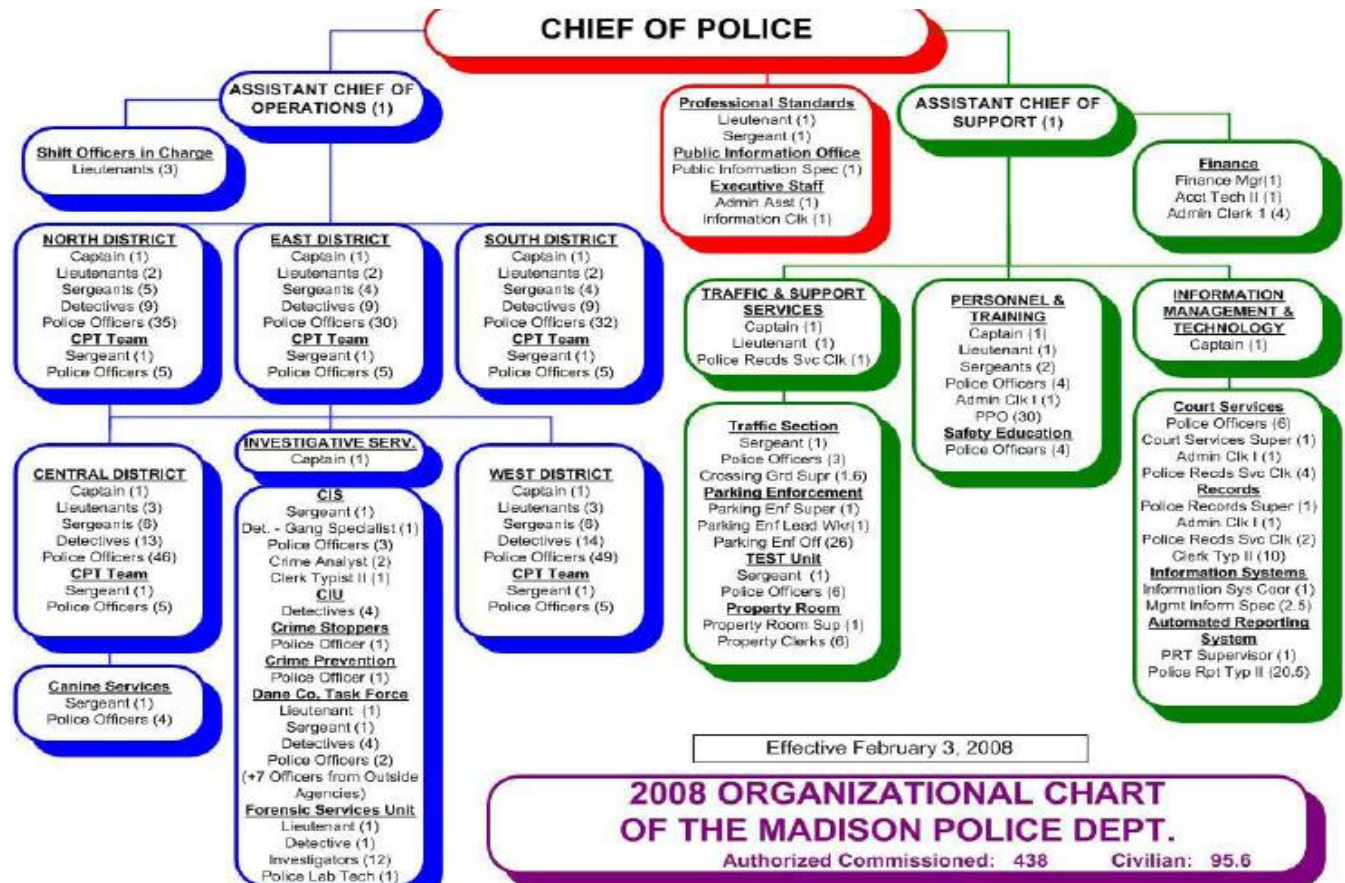 CHIEF OF POLICE
ASSISTANT CHIEF OF
OPERATIONS (1)
Shift Officers in Charge
Lieutenants (3)
Professional Standards
Lieutenant (1)
Sergeant (1)
Public Information Office
Public Information Spec (1)
Executive Staff
Admin Asst (1)
Information Clk (1)
ASSISTANT CHIEF OF
SUPPORT (1)
Finance
Finance Mgr(1)
Acct Tech II (1)
Admin Clerk 1 (4)
NORTH DISTRICT
Captain (1)
Lieutenants (2)
Sergeants (5)
Detectives (9)
Police Officers (35)
CPT Team
Sergeant (1)
Police Officers (5)
EAST DISTRICT
Captain (1)
Lieutenants (2)
Sergeants (4)
Detectives (9)
Police Officers (30)
CPT Team
Sergeant (1)
Police Officers (5)
SOUTH DISTRICT
Captain (1)
Lieutenants (2)
Sergeants (4)
Detectives (9)
Police Officers (32)
CPT Team
Sergeant (1)
Police Officers (5)
TRAFFIC & SUPPORT
SERVICES
Captain (1)
Lieutenant (1)
Police Recds Svc Clk (1)
PERSONNEL &
TRAINING
Captain (1)
Lieutenant (1)
Sergeants (2)
Police Officers (4)
Admin Clk I (1)
PPO (30)
Safety Education
Police Officers (4)
INFORMATION
MANAGEMENT &
TECHNOLOGY
Captain (1)
CENTRAL DISTRICT
Captain (1)
Lieutenants (3)
Sergeants (6)
Detectives (13)
Police Officers (46)
CPT Team
Sergeant (1)
Police Officers (5)
INVESTIGATIVE SERV.
Captain (1)
CIS
Sergeant (1)
Det. - Gang Specialist (1)
Police Officers (3)
Crime Analyst (2)
Clerk Typist II (1)
CIU
Detectives (4)
Crime Stoppers
Police Officer (1)
Crime Prevention
Police Officer (1)
Dane Co. Task Force
Lieutenant (1)
Sergeant (1)
Detectives (4)
Police Officers (2)
(+7 Officers from Outside
Agencies)
Forensic Services Unit
Lieutenant (1)
Detective (1)
Investigators (12)
Police Lab Tech (1)
WEST DISTRICT
Captain (1)
Lieutenants (3)
Sergeants (6)
Detectives (14)
Police Officers (49)
CPT Team
Sergeant (1)
Police Officers (5)
Traffic Section
Sergeant (1)
Police Officers (3)
Crossing Grd Supr (1.6)
Parking Enforcement
Parking Enf Super (1)
Parking Enf Lead Wkr(1)
Parking Enf Off (26)
TEST Unit
Sergeant (1)
Police Officers (6)
Property Room
Property Room Sup (1)
Property Clerks (6)
Court Services
Police Officers (6)
Court Services Super (1)
Admin Clk I (1)
Police Recds Svc Clk (4)
Records
Police Records Super (1)
Admin Clk I (1)
Police Recds Svc Clk (2)
Clerk Typ II (10)
Information Systems
Information Sys Coor (1)
Mgmt Inform Spec (2.5)
Automated Reporting
System
PRT Supervisor (1)
Police Rpt Typ II (20.5)
Canine Services
Sergeant (1)
Police Officers (4)
Effective February 3, 2008
2008 ORGANIZATIONAL CHART
OF THE MADISON POLICE DEPT.
Authorized Commissioned: 438 Civilian: 95.6